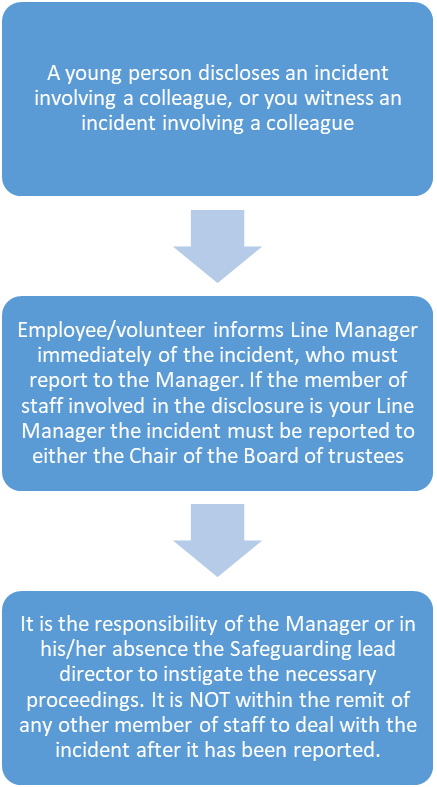 A young person discloses an incident
involving a colleague, or you witness an
incident involving a colleague
Employee/volunteer informs Line Manager
immediately of the incident, who must
report to the Manager. If the member of
staff involved in the disclosure is your Line
Manager the incident must be reported to
either the Chair of the Board of trustees
It is the responsibility of the Manager or in
his/her absence the Safeguarding lead
director to instigate the necessary
proceedings. It is NOT within the remit of
any other member of staff to deal with the
incident after it has been reported.